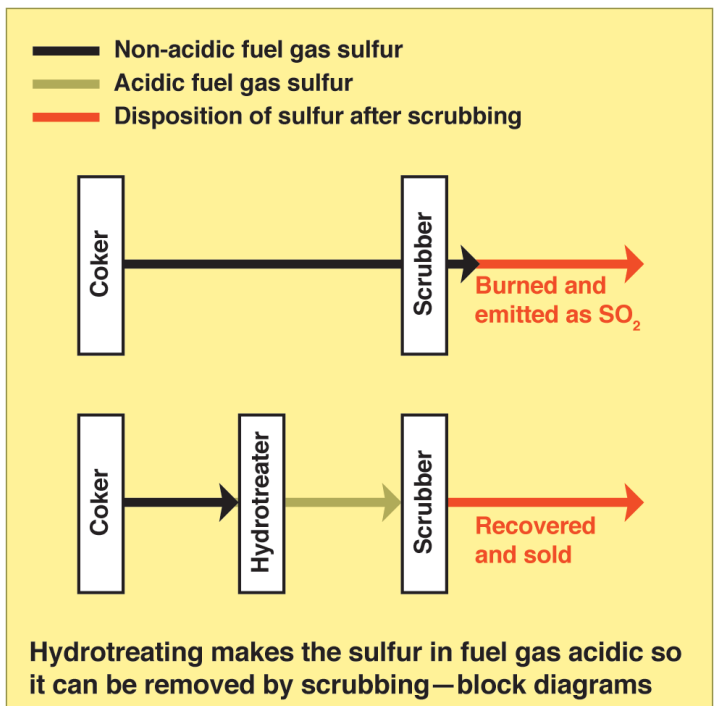 Non-acidic fuel gas sulfur
Acidic fuel gas sulfur
Disposition of sulfur after scrubbing
Coker
Scrubber
Burned and
emitted as SO₂
Coker
Hydrotreater
Scrubber
Recovered
and sold
Hydrotreating makes the sulfur in fuel gas acidic so
it can be removed by scrubbing—block diagrams